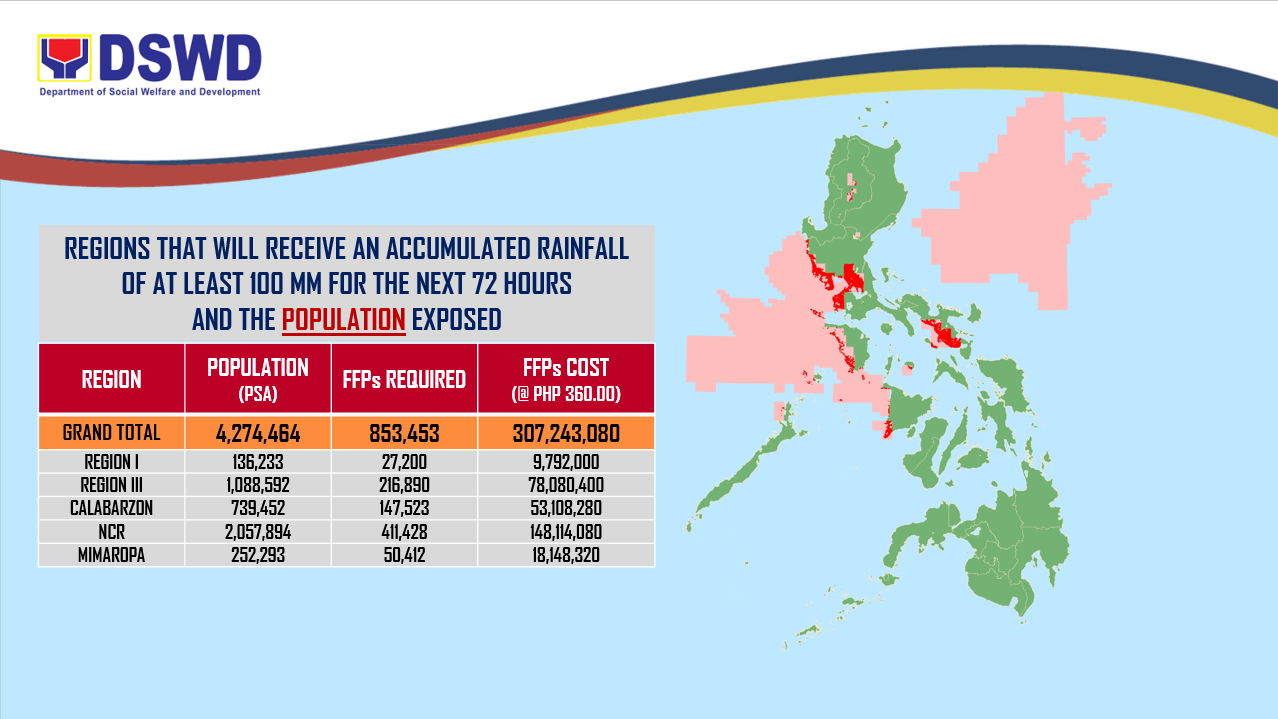 DSWD
Department of Social Welfare and Development
REGIONS THAT WILL RECEIVE AN ACCUMULATED RAINFALL
OF AT LEAST 100 MM FOR THE NEXT 72 HOURS
AND THE POPULATION EXPOSED
REGION POPULATION (PSA) FFPs REQUIRED FFPs COST (@ PHP 360.00)
GRAND TOTAL 4,274,464 853,453 307,243,080
REGION I 136,233 27,200 9,792,000
REGION III 1,088,592 216,890 78,080,400
CALABARZON 739,452 147,523 53,108,280
NCR 2,057,894 411,428 148,114,080
MIMAROPA 252,293 50,412 18,148,320